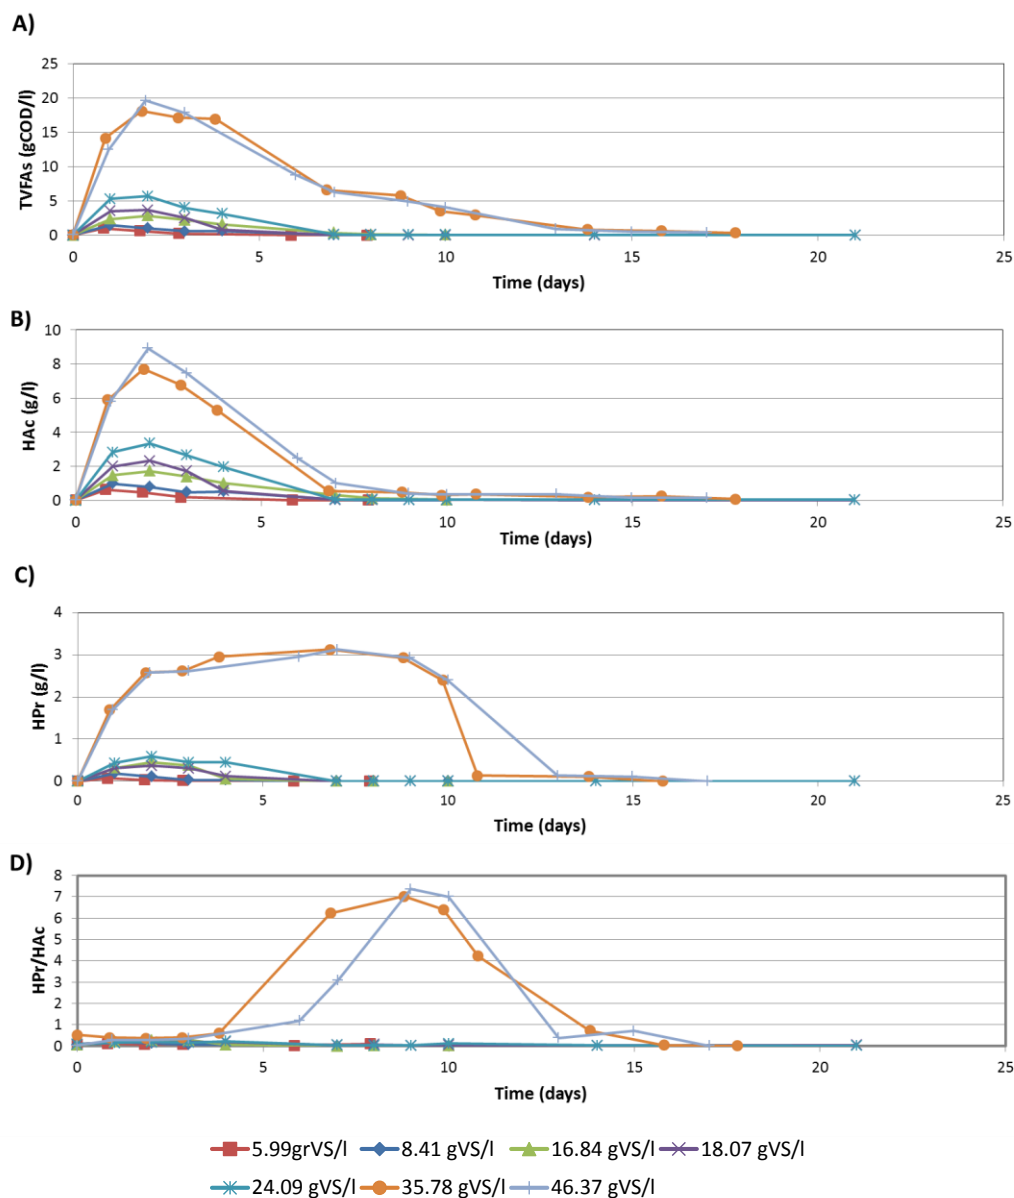 A)
TVFAs (gCOD/l)
25
20
15
10
5
0
0 5 10 15 20 25
Time (days)
B)
HAc (g/l)
10
8
6
4
2
0
0 5 10 15 20 25
Time (days)
C)
HPr (g/l)
4
3
2
1
0
0 5 10 15 20 25
Time (days)
D)
HPr/HAc
8
7
6
5
4
3
2
1
0
0 5 10 15 20 25
Time (days)
5.99grVS/l 8.41 gVS/l 16.84 gVS/l 18.07 gVS/l
24.09 gVS/l 35.78 gVS/l 46.37 gVS/l